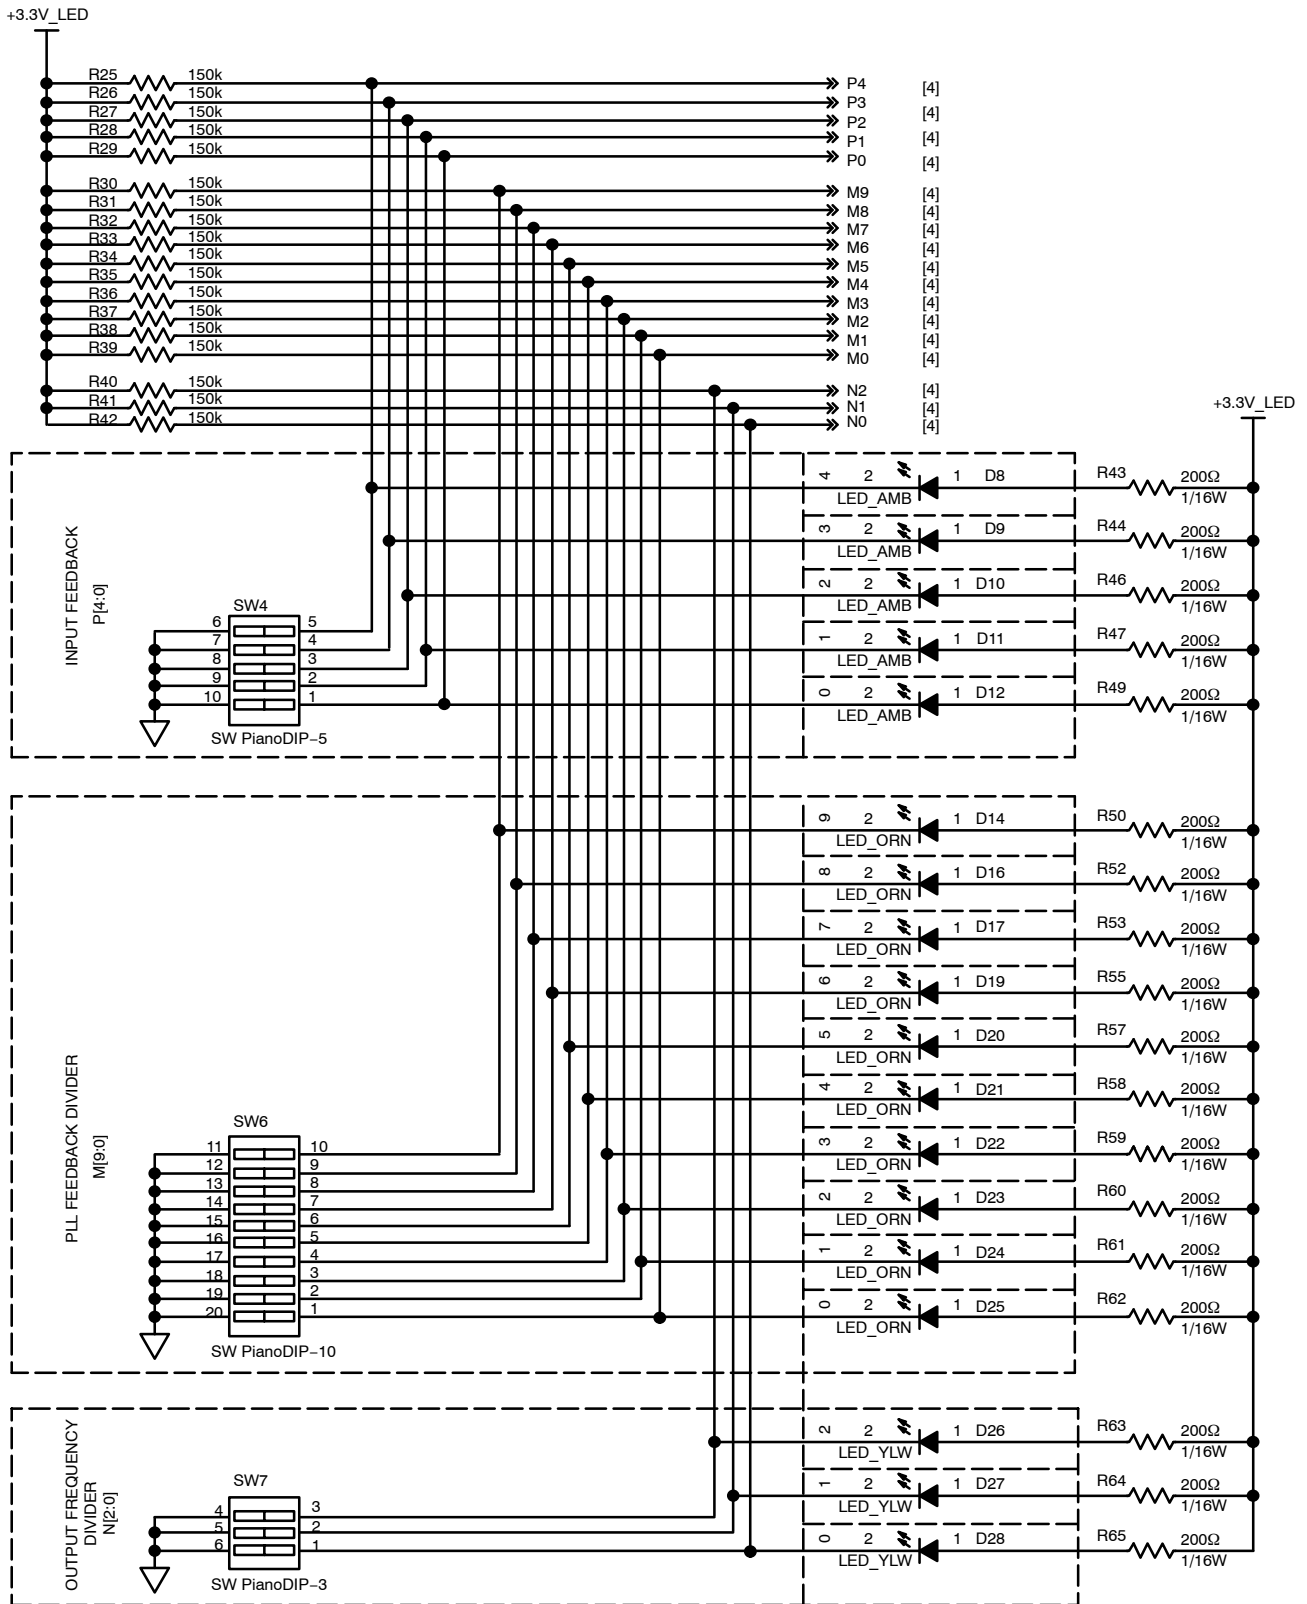 +3.3V_LED
R25 150k P4 [4]
R26 150k P3 [4]
R27 150k P2 [4]
R28 150k P1 [4]
R29 150k P0 [4]
R30 150k M9 [4]
R31 150k M8 [4]
R32 150k M7 [4]
R33 150k M6 [4]
R34 150k M5 [4]
R35 150k M4 [4]
R36 150k M3 [4]
R37 150k M2 [4]
R38 150k M1 [4]
R39 150k M0 [4]
R40 150k N2 [4]
R41 150k N1 [4]
R42 150k N0 [4]
+3.3V_LED
INPUT FEEDBACK
P[4:0]
SW4
6 5
7 4
8 3
9 2
10 1
SW PianoDIP–5
4 2 1 D8 R43 200Ω
LED_AMB 1/16W
3 2 1 D9 R44 200Ω
LED_AMB 1/16W
2 2 1 D10 R46 200Ω
LED_AMB 1/16W
1 2 1 D11 R47 200Ω
LED_AMB 1/16W
0 2 1 D12 R49 200Ω
LED_AMB 1/16W
PLL FEEDBACK DIVIDER
M[9:0]
SW6
11 10
12 9
13 8
14 7
15 6
16 5
17 4
18 3
19 2
20 1
SW PianoDIP–10
9 2 1 D14 R50 200Ω
LED_ORN 1/16W
8 2 1 D16 R52 200Ω
LED_ORN 1/16W
7 2 1 D17 R53 200Ω
LED_ORN 1/16W
6 2 1 D19 R55 200Ω
LED_ORN 1/16W
5 2 1 D20 R57 200Ω
LED_ORN 1/16W
4 2 1 D21 R58 200Ω
LED_ORN 1/16W
3 2 1 D22 R59 200Ω
LED_ORN 1/16W
2 2 1 D23 R60 200Ω
LED_ORN 1/16W
1 2 1 D24 R61 200Ω
LED_ORN 1/16W
0 2 1 D25 R62 200Ω
LED_ORN 1/16W
OUTPUT FREQUENCY
DIVIDER
N[2:0]
SW7
4 3
5 2
6 1
SW PianoDIP–3
2 2 1 D26 R63 200Ω
LED_YLW 1/16W
1 2 1 D27 R64 200Ω
LED_YLW 1/16W
0 2 1 D28 R65 200Ω
LED_YLW 1/16W